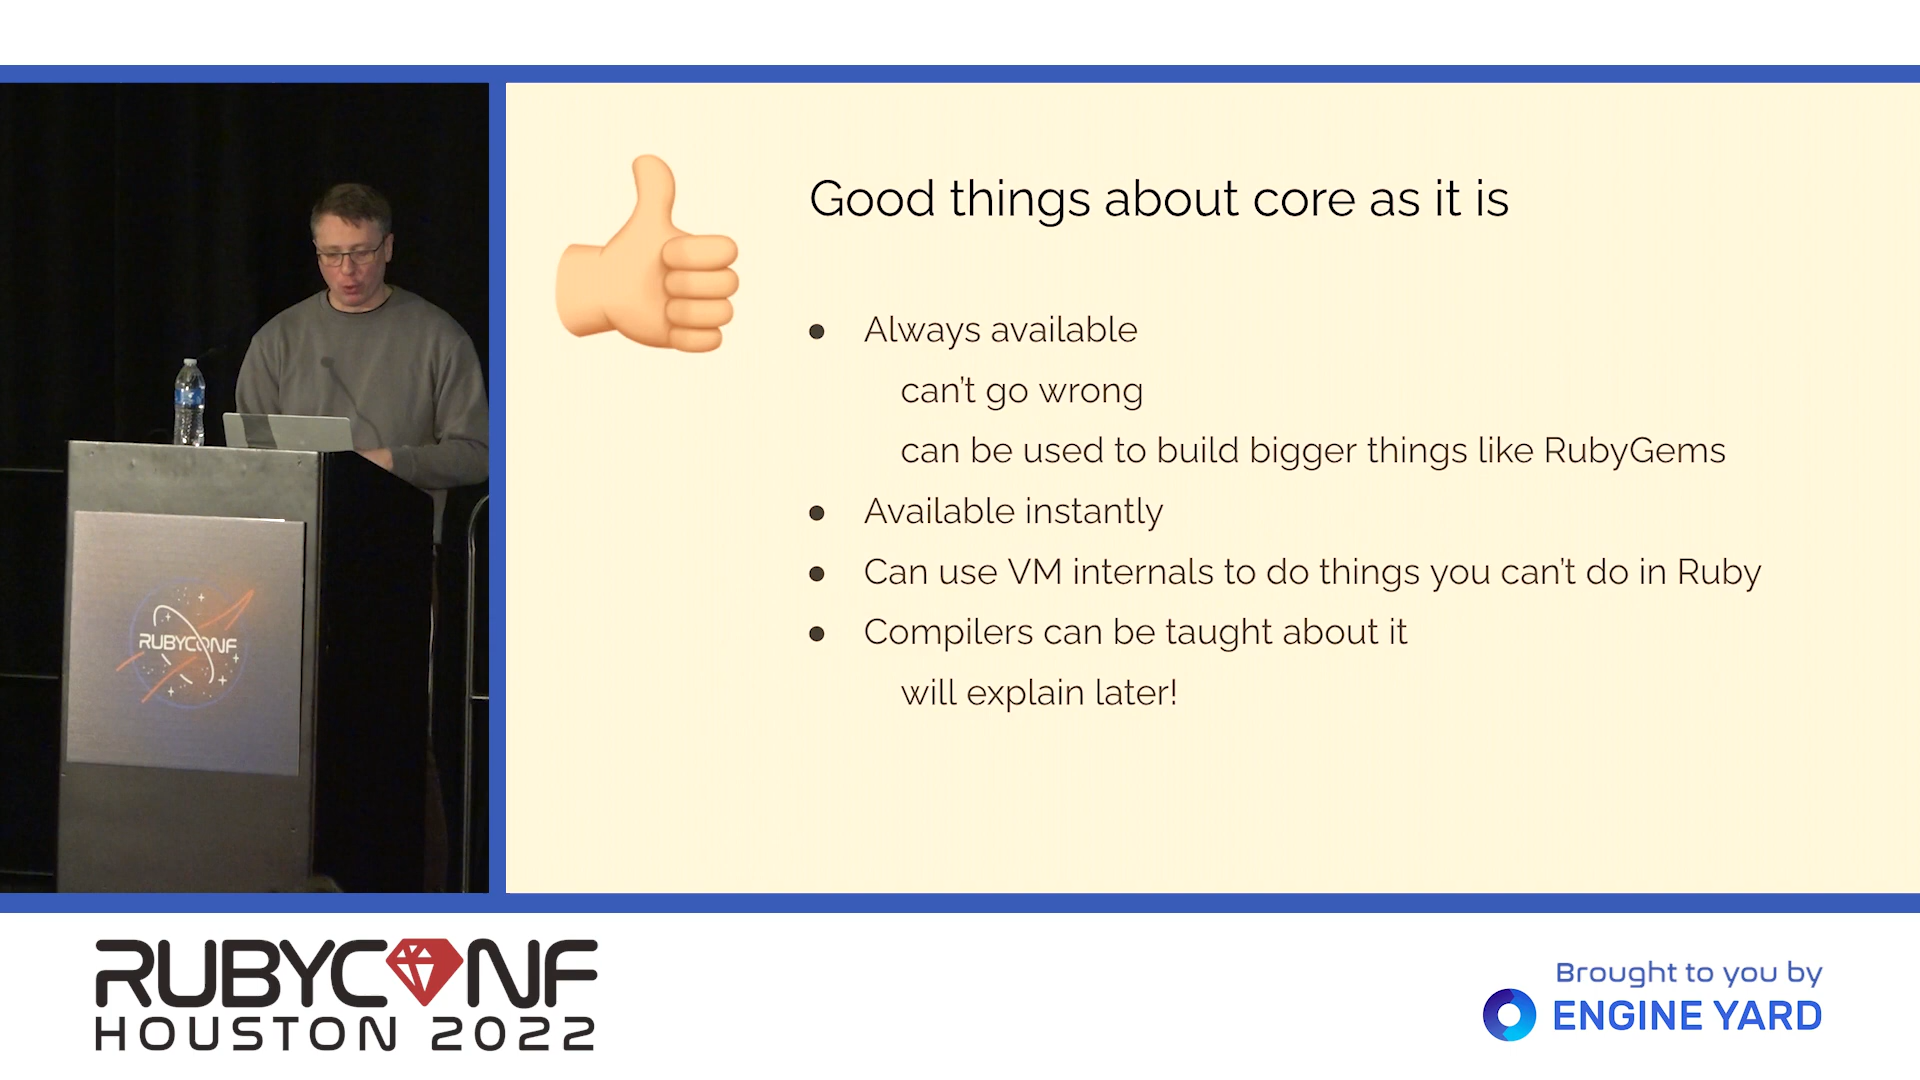 Good things about core as it is
Always available
can't go wrong
can be used to build bigger things like RubyGems
Available instantly
Can use VM internals to do things you can't do in Ruby
Compilers can be taught about it
will explain later!
RUBYCONF
RUBYCONF
HOUSTON 2022
Brought to you by
ENGINE YARD